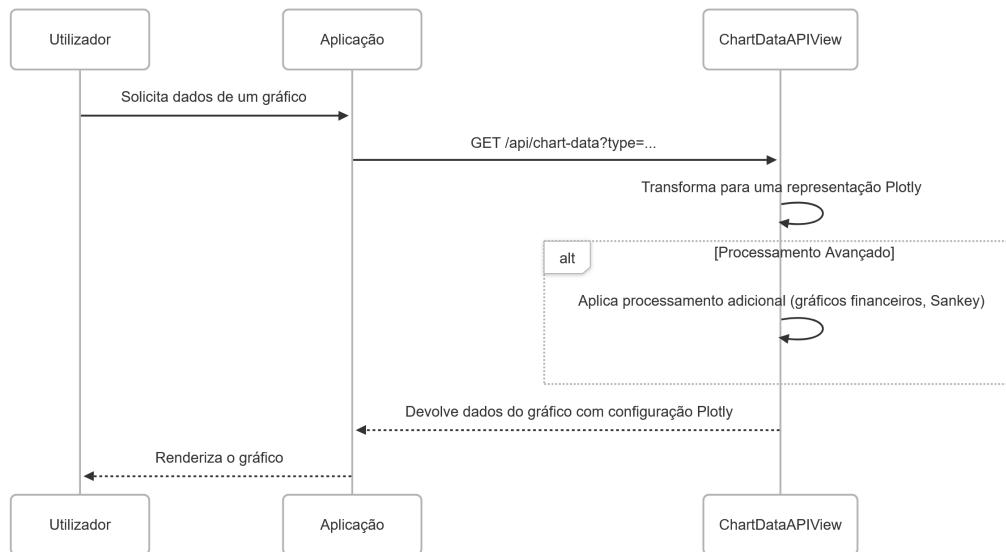 Utilizador
Aplicação
ChartDataAPIView
Solicita dados de um gráfico
GET /api/chart-data?type=...
Transforma para uma representação Plotly
alt
[Processamento Avançado]
Aplica processamento adicional (gráficos financeiros, Sankey)
Devolve dados do gráfico com configuração Plotly
Renderiza o gráfico
Utilizador
Aplicação
ChartDataAPIView